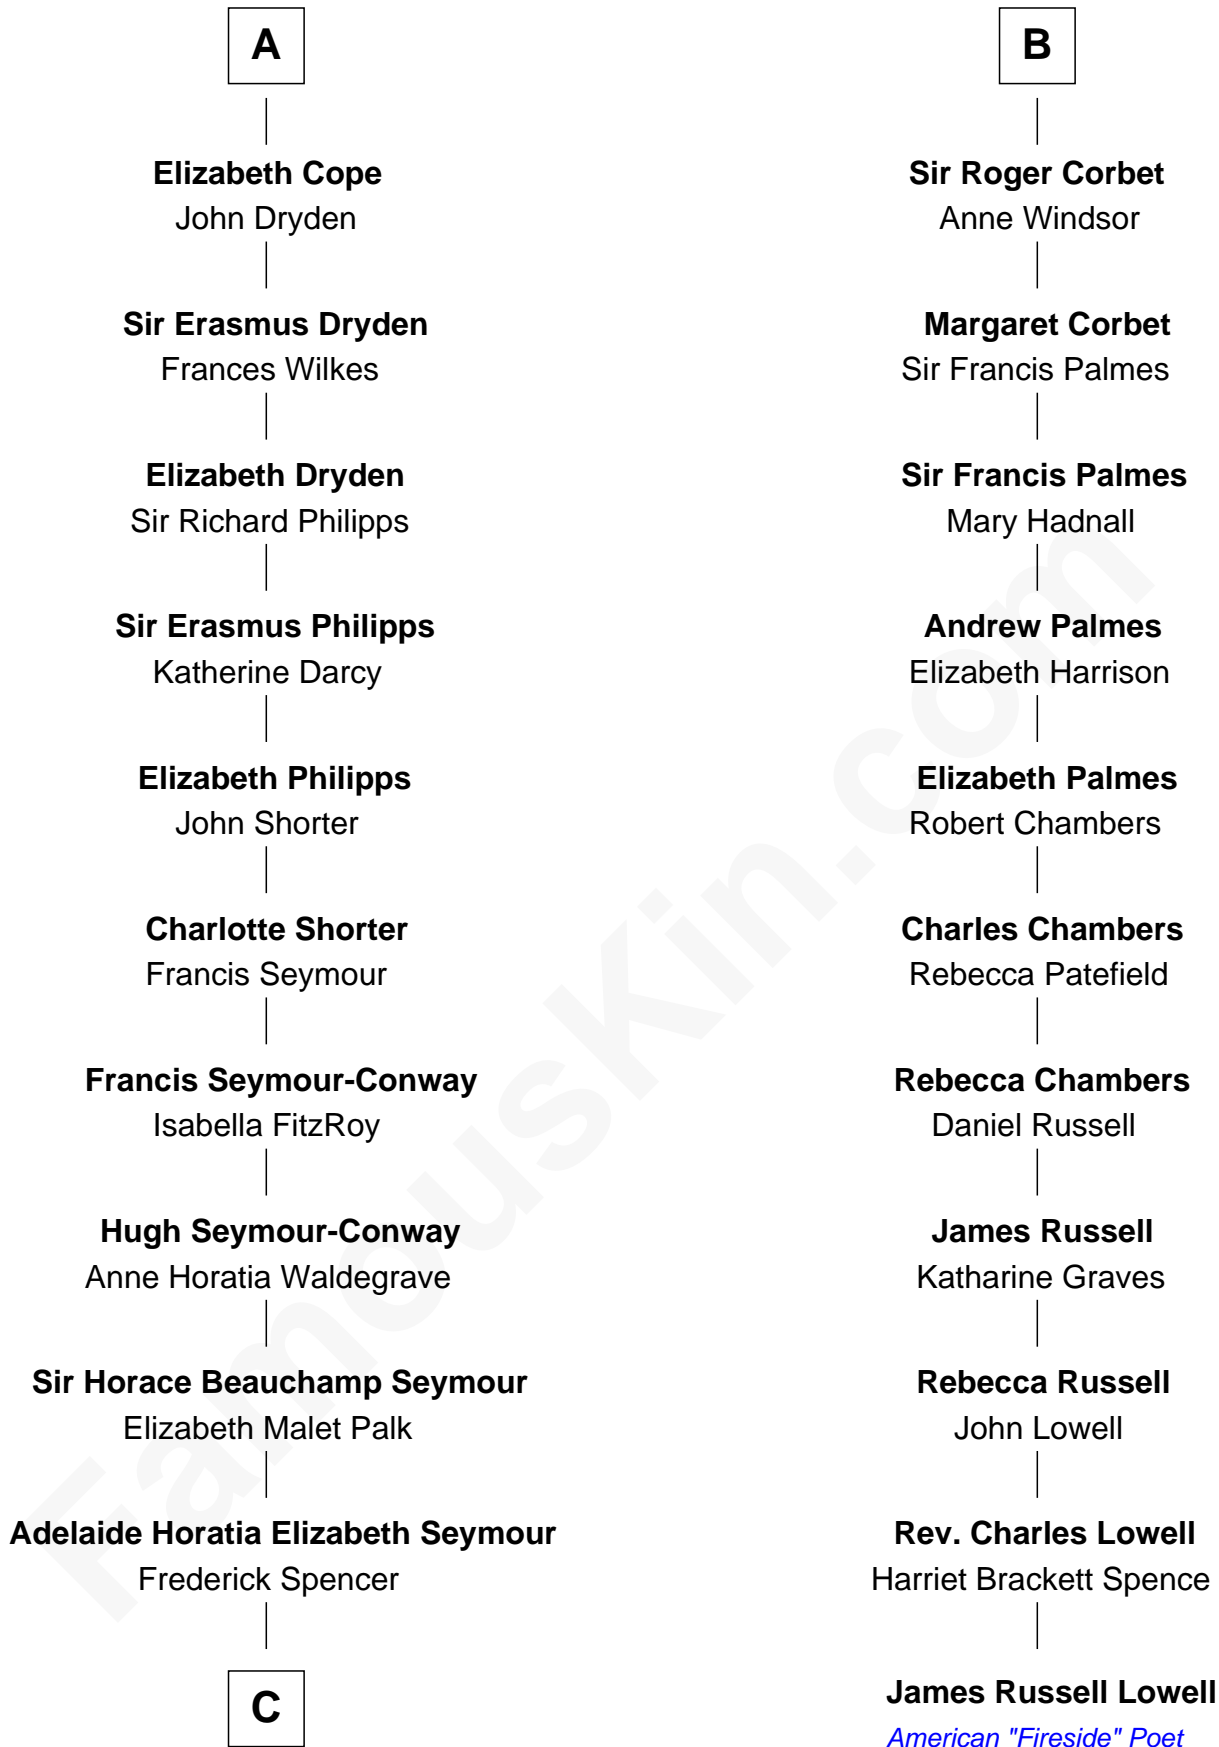 A
Elizabeth Cope
John Dryden
Sir Erasmus Dryden
Frances Wilkes
Elizabeth Dryden
Sir Richard Philipps
Sir Erasmus Philipps
Katherine Darcy
Elizabeth Philipps
John Shorter
Charlotte Shorter
Francis Seymour
Francis Seymour-Conway
Isabella FitzRoy
Hugh Seymour-Conway
Anne Horatia Waldegrave
Sir Horace Beauchamp Seymour
Elizabeth Malet Palk
Adelaide Horatia Elizabeth Seymour
Frederick Spencer
C
B
Sir Roger Corbet
Anne Windsor
Margaret Corbet
Sir Francis Palmes
Sir Francis Palmes
Mary Hadnall
Andrew Palmes
Elizabeth Harrison
Elizabeth Palmes
Robert Chambers
Charles Chambers
Rebecca Patefield
Rebecca Chambers
Daniel Russell
James Russell
Katharine Graves
Rebecca Russell
John Lowell
Rev. Charles Lowell
Harriet Brackett Spence
James Russell Lowell
American "Fireside" Poet
FamousKin.com